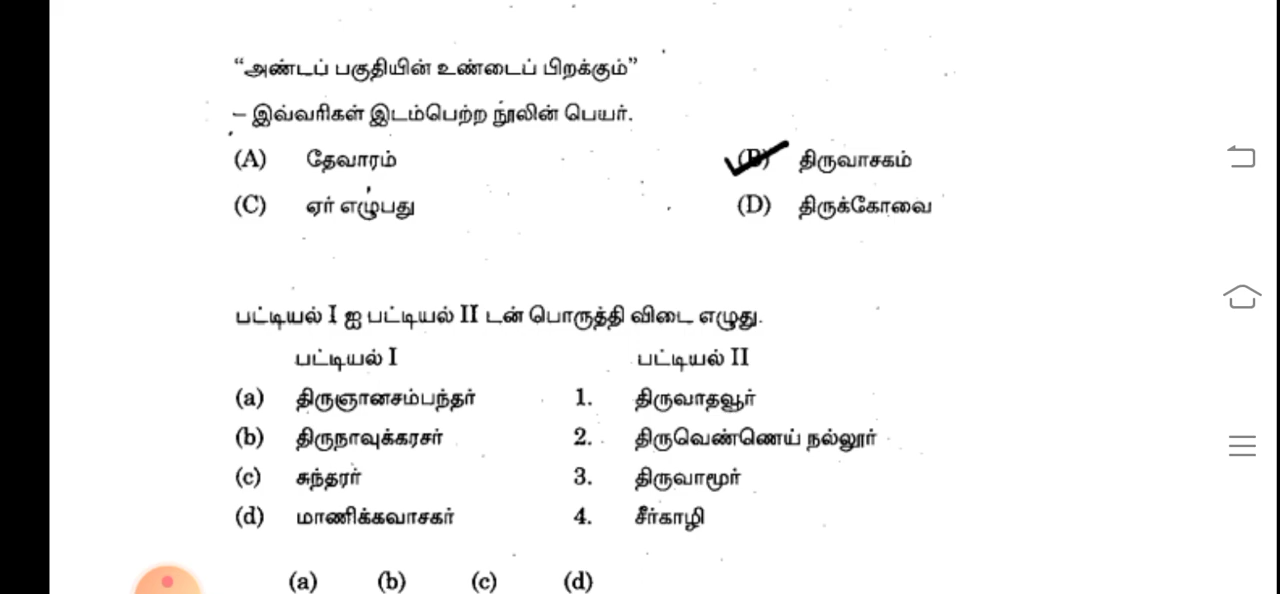 “அண்டப் பகுதியின் உண்டைப் பிறக்கும்”
– இவ்வரிகள் இடம்பெற்ற நூலின் பெயர்.
(A) தேவாரம் (B) திருவாசகம்
(C) ஏர் எழுபது (D) திருக்கோவை
பட்டியல் I ஐ பட்டியல் II டன் பொருத்தி விடை எழுது.
பட்டியல் I பட்டியல் II
(a) திருஞானசம்பந்தர் 1. திருவாதவூர்
(b) திருநாவுக்கரசர் 2. திருவெண்ணெய் நல்லூர்
(c) சுந்தரர் 3. திருவாமூர்
(d) மாணிக்கவாசகர் 4. சீர்காழி
(a) (b) (c) (d)